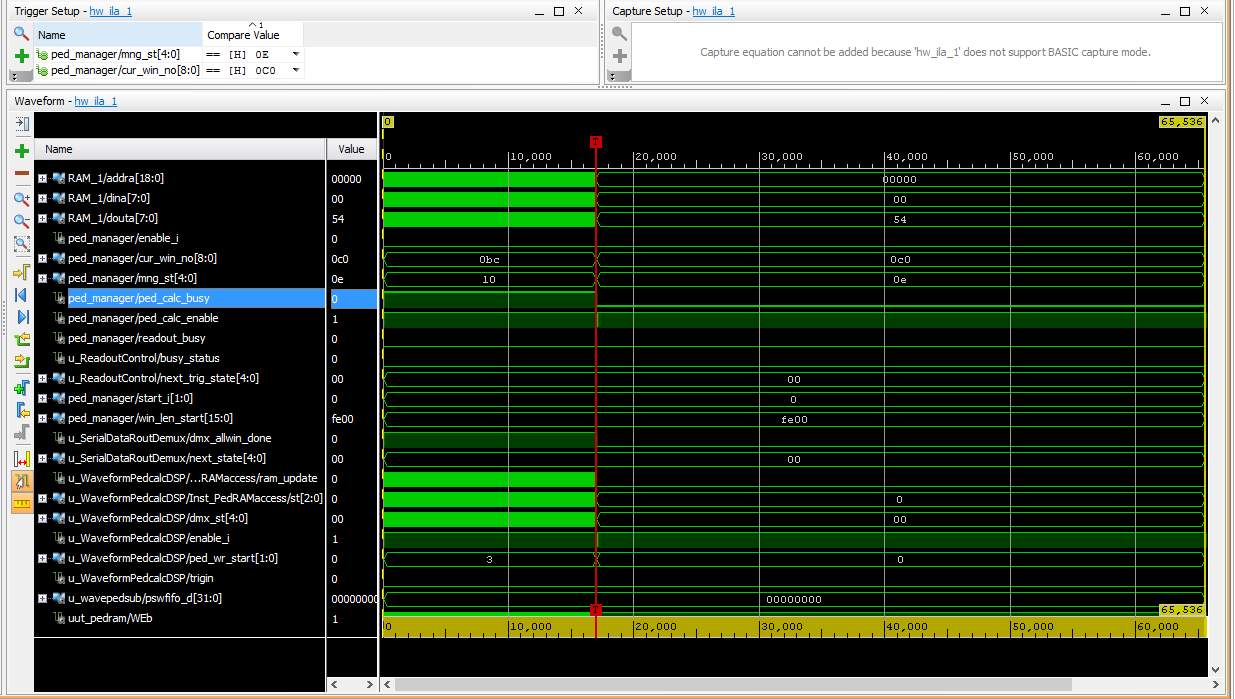 Trigger Setup - hw_ila_1
Name Compare Value 1
ped_manager/mng_st[4:0] == [H] 0E
ped_manager/cur_win_no[8:0] == [H] 0C0
Capture Setup - hw_ila_1
Capture equation cannot be added because 'hw_ila_1' does not support BASIC capture mode.
Waveform - hw_ila_1
0 65,536
Name Value
0 10,000 20,000 30,000 40,000 50,000 60,000
RAM_1/addra[18:0] 00000 00000
RAM_1/dina[7:0] 00 00
RAM_1/douta[7:0] 54 54
ped_manager/enable_i 0
ped_manager/cur_win_no[8:0] 0c0 0bc 0c0
ped_manager/mng_st[4:0] 0e 10 0e
ped_manager/ped_calc_busy 0
ped_manager/ped_calc_enable 1
ped_manager/readout_busy 0
u_ReadoutControl/busy_status 0
u_ReadoutControl/next_trig_state[4:0] 00 00
ped_manager/start_i[1:0] 0 0
ped_manager/win_len_start[15:0] fe00 fe00
u_SerialDataRoutDemux/dmx_allwin_done 0
u_SerialDataRoutDemux/next_state[4:0] 00 00
u_WaveformPedcalcDSP/...RAMaccess/ram_update 0
u_WaveformPedcalcDSP/Inst_PedRAMaccess/st[2:0] 0 0
u_WaveformPedcalcDSP/dmx_st[4:0] 00 00
u_WaveformPedcalcDSP/enable_i 1
u_WaveformPedcalcDSP/ped_wr_start[1:0] 0 3 0
u_WaveformPedcalcDSP/trigin 0
u_wavepedsub/pswfifo_d[31:0] 00000000 00000000
uut_pedram/WEb 1 65,536
0 10,000 20,000 30,000 40,000 50,000 60,000